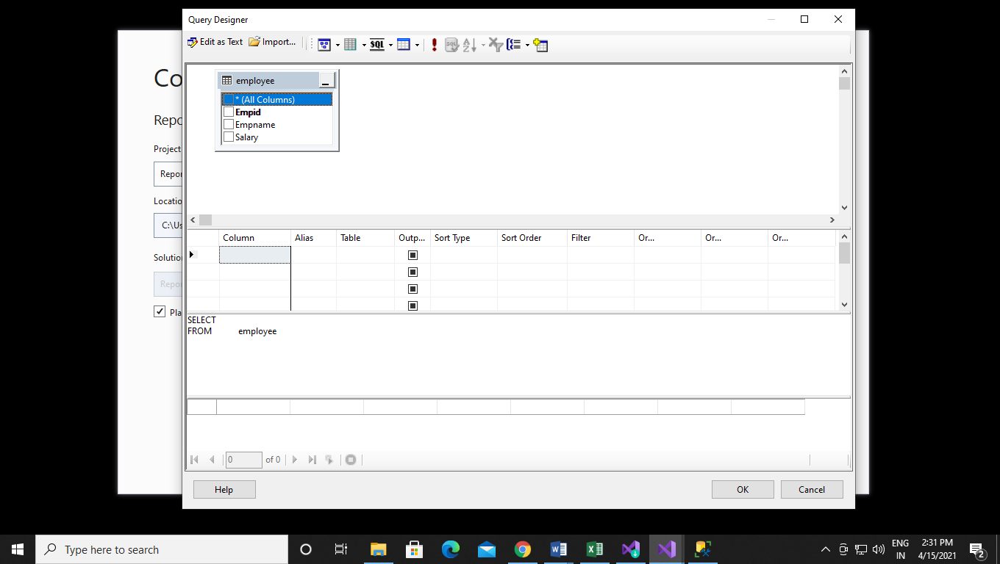 Query Designer
Edit as Text Import...
SQL
Co
employee
* (All Columns)
Empid
Empname
Salary
Repo
Project
Repor
Locatio
C:\Us
Column Alias Table Outp... Sort Type Sort Order Filter Or... Or... Or...
Solution
Repor
Pla
SELECT
FROM employee
0 of 0
Help OK Cancel
Type here to search
ENG
IN
2:31 PM
4/15/2021
2